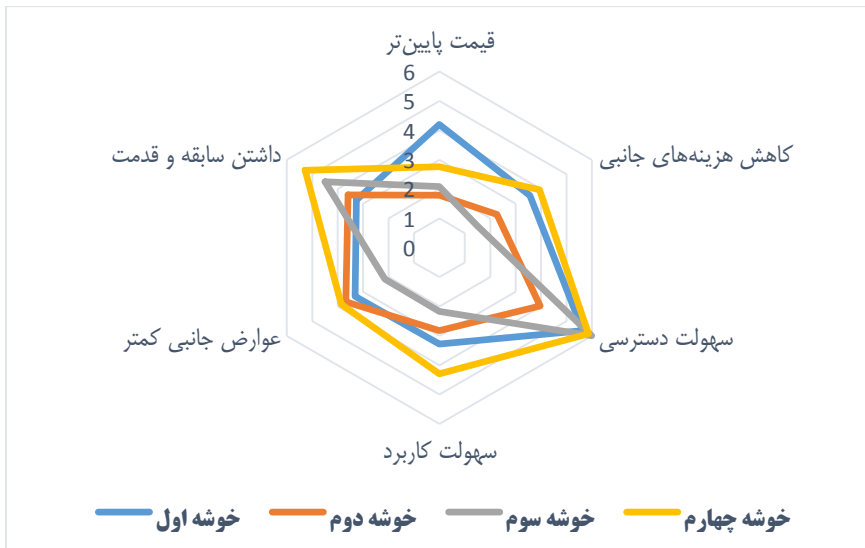 قیمت پایین‌تر
6
5
4
3
2
1
0
کاهش هزینه‌های جانبی
سهولت دسترسی
سهولت کاربرد
عوارض جانبی کمتر
داشتن سابقه و قدمت
خوشه اول
خوشه دوم
خوشه سوم
خوشه چهارم